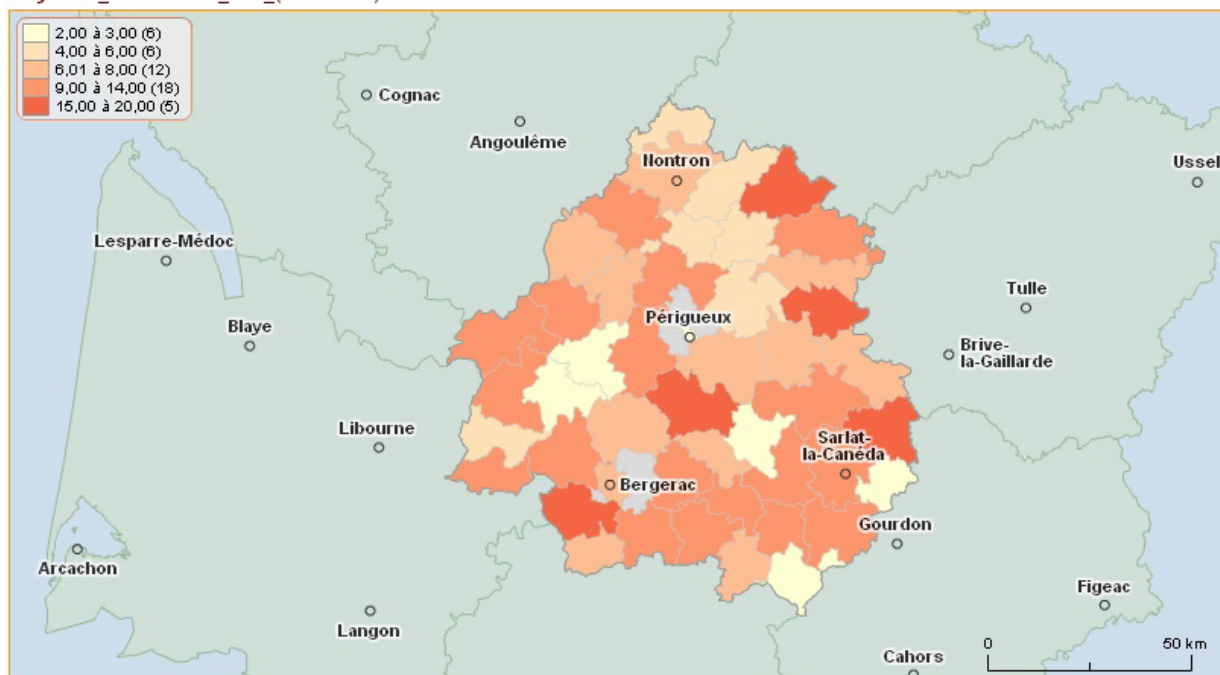 2,00 à 3,00 (6)
4,00 à 6,00 (6)
6,01 à 8,00 (12)
9,00 à 14,00 (18)
15,00 à 20,00 (5)
Cognac
Angoulême
Nontron
Ussel
Lesparre-Médoc
Tulle
Périgueux
Blaye
Brive-
la-Gaillarde
Libourne
Sarlat-
la-Canéda
Bergerac
Gourdon
Arcachon
Figeac
Langon
0 50 km
Cahors